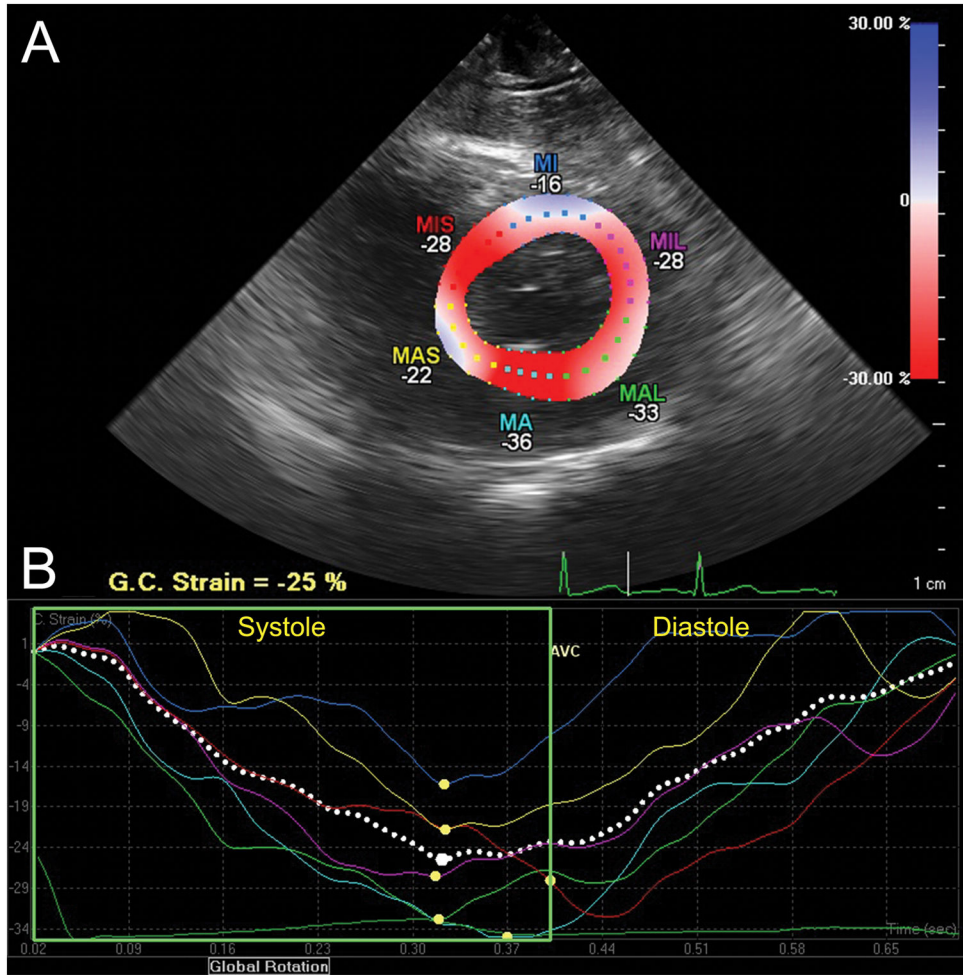 A
30.00 %
MI
-16
0
MIS
-28
MIL
-28
MAS
-22
MAL
-33
MA
-36
-30.00 %
B
G.C. Strain = -25 %
1 cm
C. Strain (%)
Systole
Diastole
AVC
1
-4
-9
-14
-19
-24
-29
-34
Time (sec)
0.02 0.09 0.16 0.23 0.30 0.37 0.44 0.51 0.58 0.65
Global Rotation